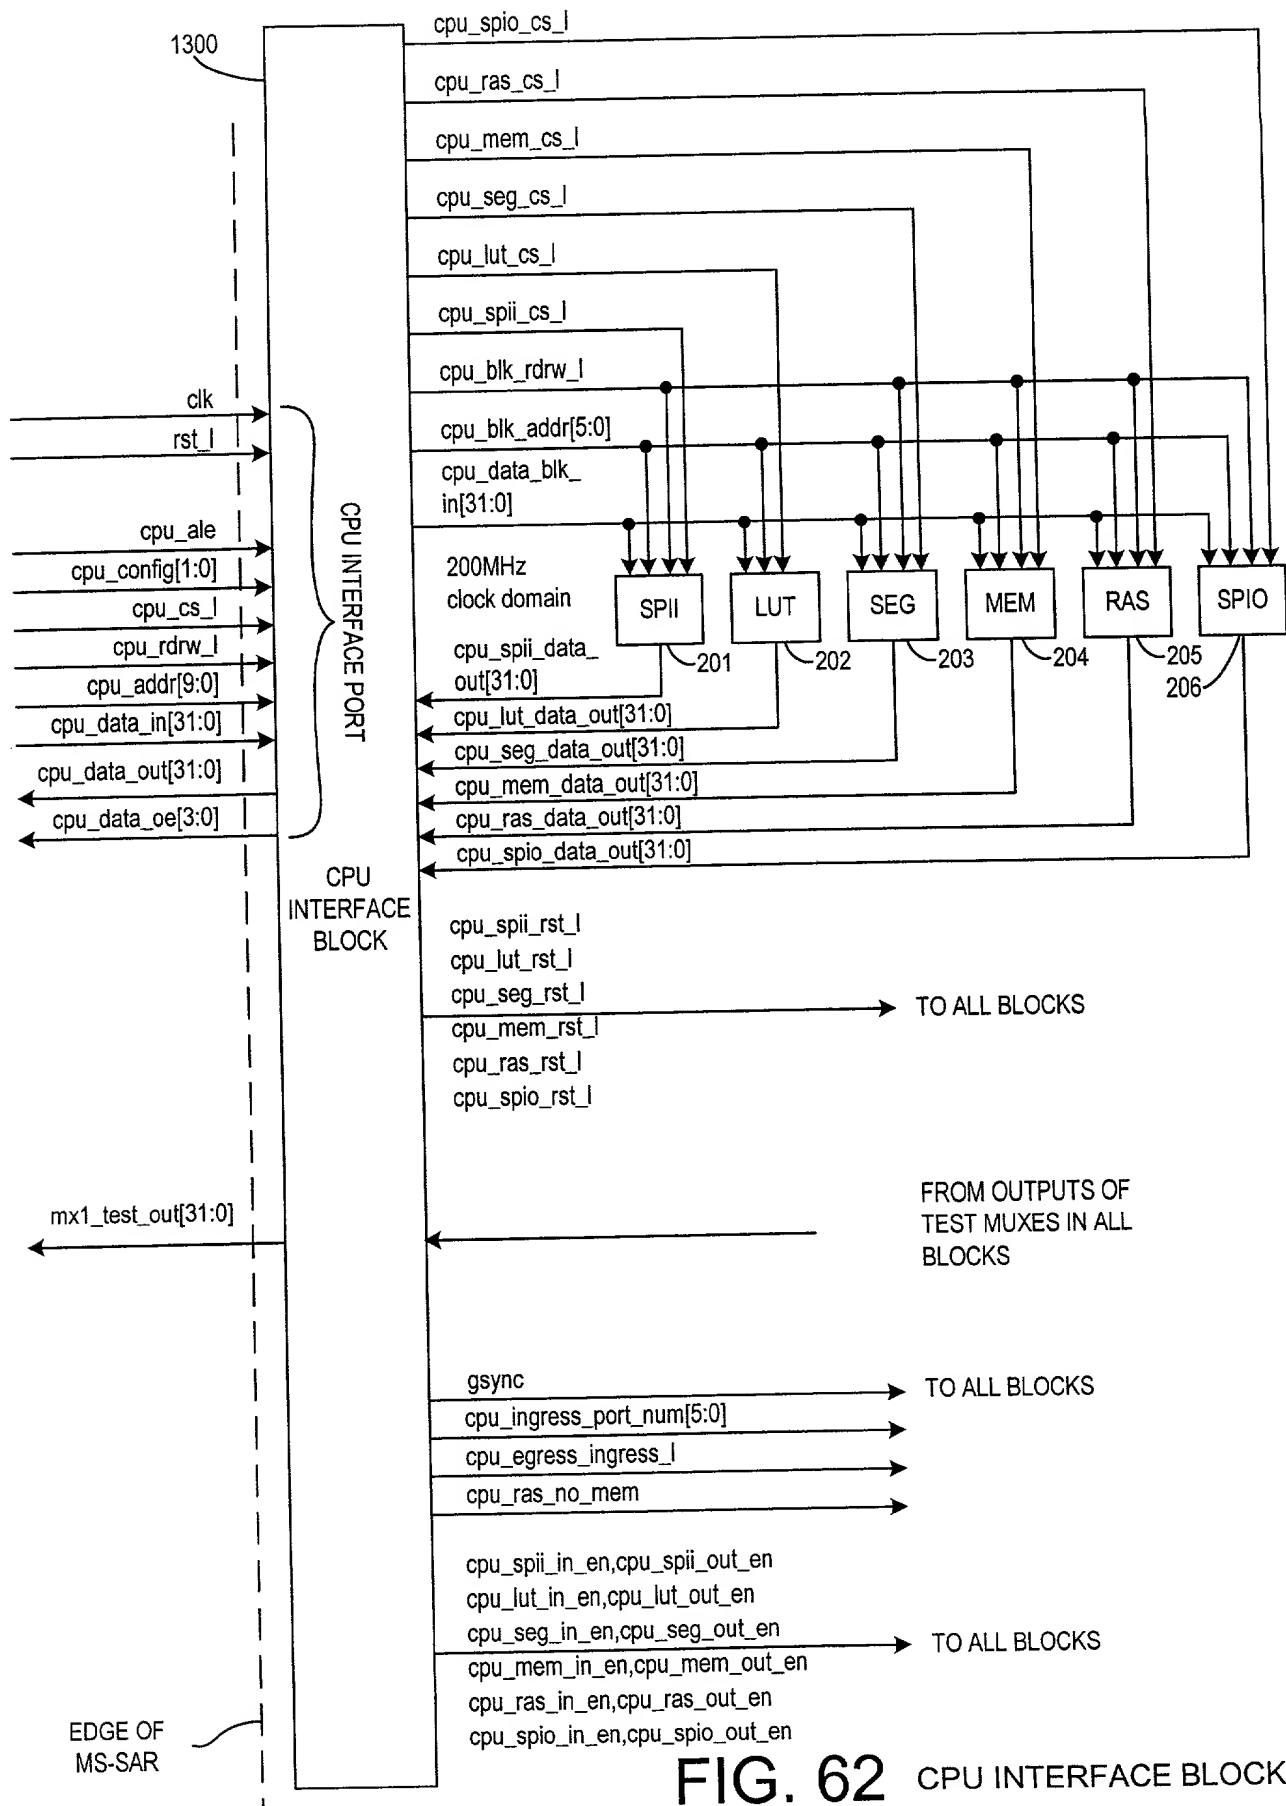 1300
cpu_spio_cs_l
cpu_ras_cs_l
cpu_mem_cs_l
cpu_seg_cs_l
cpu_lut_cs_l
cpu_spii_cs_l
cpu_blk_rdrw_l
cpu_blk_addr[5:0]
cpu_data_blk_
in[31:0]
clk
rst_l
cpu_ale
cpu_config[1:0]
cpu_cs_l
cpu_rdrw_l
cpu_addr[9:0]
cpu_data_in[31:0]
cpu_data_out[31:0]
cpu_data_oe[3:0]
CPU INTERFACE PORT
200MHz
clock domain
SPII
LUT
SEG
MEM
RAS
SPIO
201
202
203
204
205
206
cpu_spii_data_
out[31:0]
cpu_lut_data_out[31:0]
cpu_seg_data_out[31:0]
cpu_mem_data_out[31:0]
cpu_ras_data_out[31:0]
cpu_spio_data_out[31:0]
CPU
INTERFACE
BLOCK
cpu_spii_rst_l
cpu_lut_rst_l
cpu_seg_rst_l
cpu_mem_rst_l
cpu_ras_rst_l
cpu_spio_rst_l
TO ALL BLOCKS
mx1_test_out[31:0]
FROM OUTPUTS OF
TEST MUXES IN ALL
BLOCKS
gsync
TO ALL BLOCKS
cpu_ingress_port_num[5:0]
cpu_egress_ingress_l
cpu_ras_no_mem
cpu_spii_in_en,cpu_spii_out_en
cpu_lut_in_en,cpu_lut_out_en
cpu_seg_in_en,cpu_seg_out_en
cpu_mem_in_en,cpu_mem_out_en
cpu_ras_in_en,cpu_ras_out_en
cpu_spio_in_en,cpu_spio_out_en
TO ALL BLOCKS
EDGE OF
MS-SAR
FIG. 62 CPU INTERFACE BLOCK